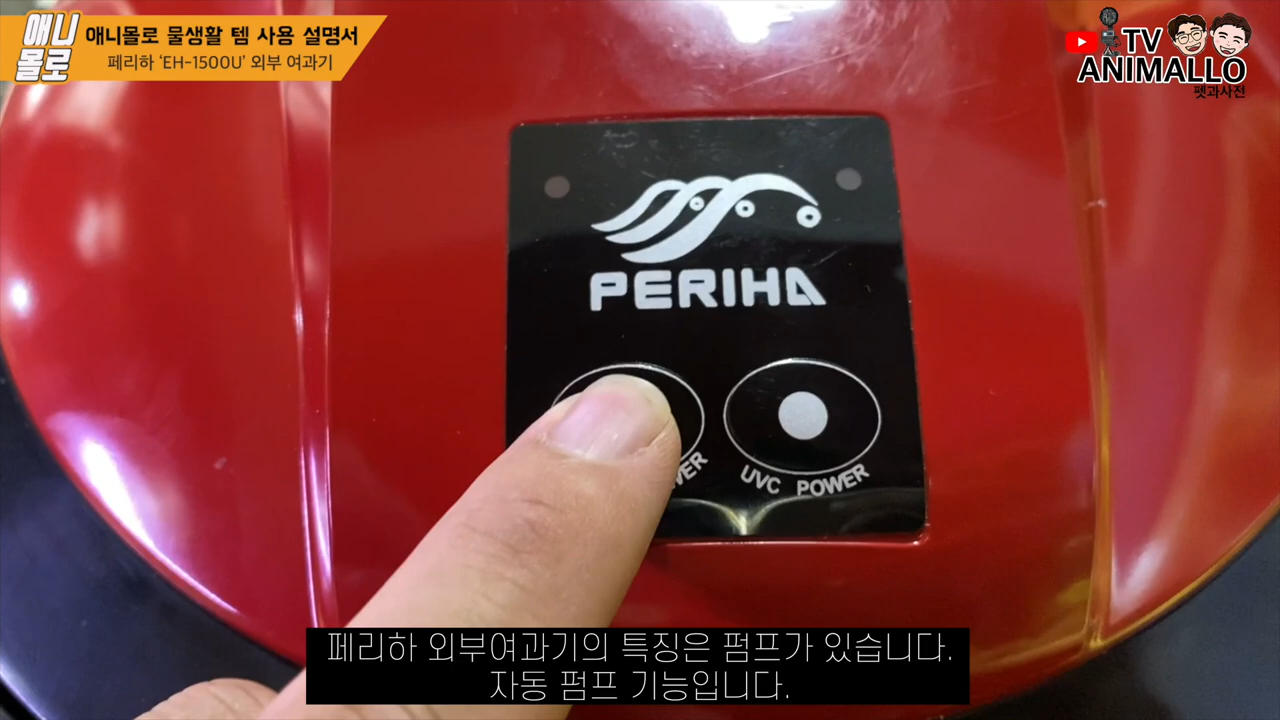 애니
몰로
애니몰로 물생활 템 사용 설명서
페리하 ‘EH-1500U’ 외부 여과기
TV
ANIMALLO
펫과사전
PERIHA
UVC POWER
페리하 외부여과기의 특징은 펌프가 있습니다.
자동 펌프 기능입니다.